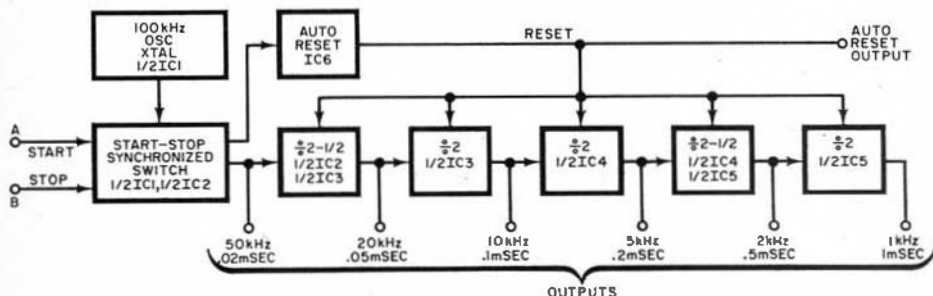 100kHz
OSC
XTAL
1/2IC1
AUTO
RESET
IC6
RESET
AUTO
RESET
OUTPUT
A
START
STOP
B
START-STOP
SYNCHRONIZED
SWITCH
1/2IC1,1/2IC2
÷2-1/2
1/2IC2
1/2IC3
÷2
1/2IC3
÷2
1/2IC4
÷2-1/2
1/2IC4
1/2IC5
÷2
1/2IC5
50kHz
.02mSEC
20kHz
.05mSEC
10kHz
.1mSEC
5kHz
.2mSEC
2kHz
.5mSEC
1kHz
1mSEC
OUTPUTS